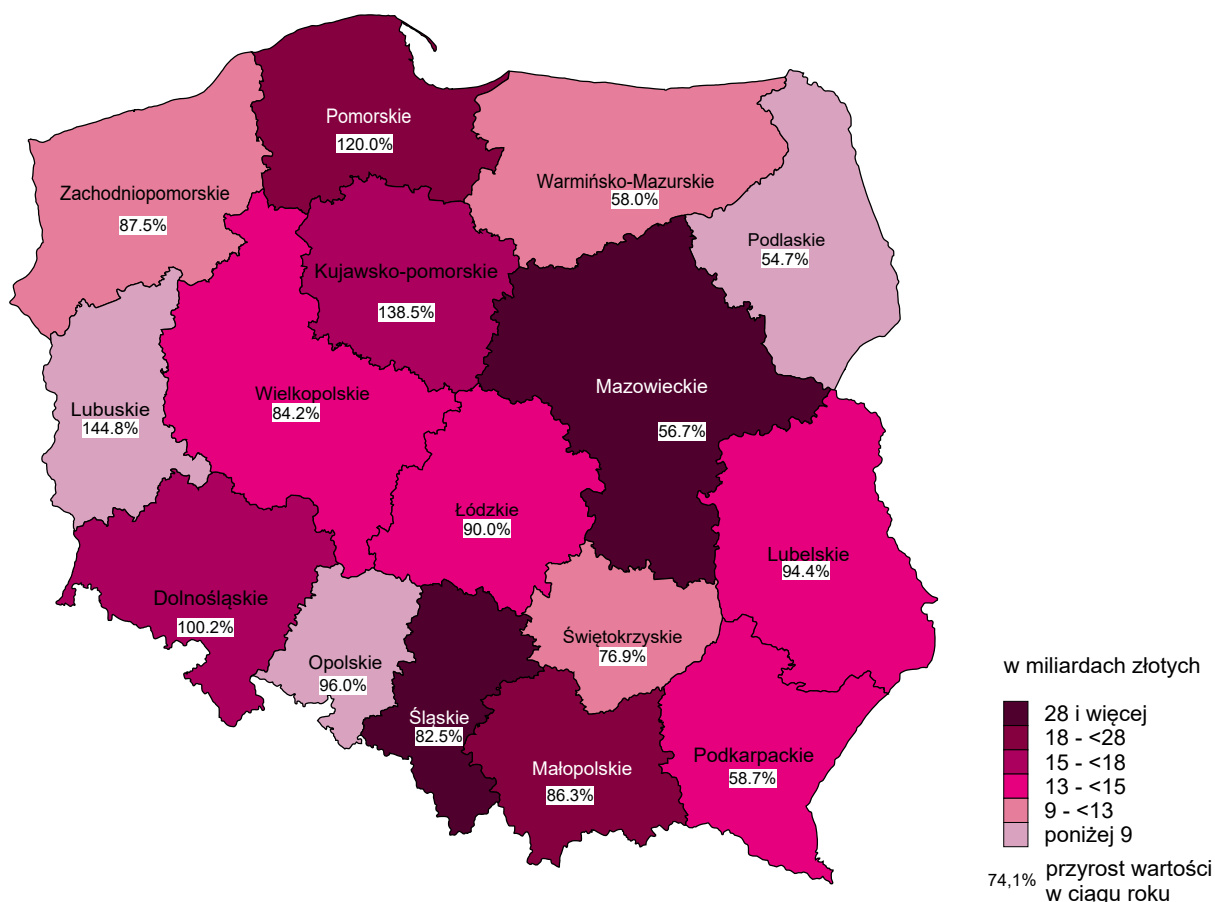 Pomorskie
120.0%
Zachodniopomorskie
87.5%
Warmińsko-Mazurskie
58.0%
Podlaskie
54.7%
Kujawsko-pomorskie
138.5%
Mazowieckie
56.7%
Wielkopolskie
84.2%
Lubuskie
144.8%
Łódzkie
90.0%
Lubelskie
94.4%
Dolnośląskie
100.2%
Świętokrzyskie
76.9%
Opolskie
96.0%
Śląskie
82.5%
Małopolskie
86.3%
Podkarpackie
58.7%
w miliardach złotych
28 i więcej
18 - <28
15 - <18
13 - <15
9 - <13
poniżej 9
74,1% przyrost wartości
w ciągu roku